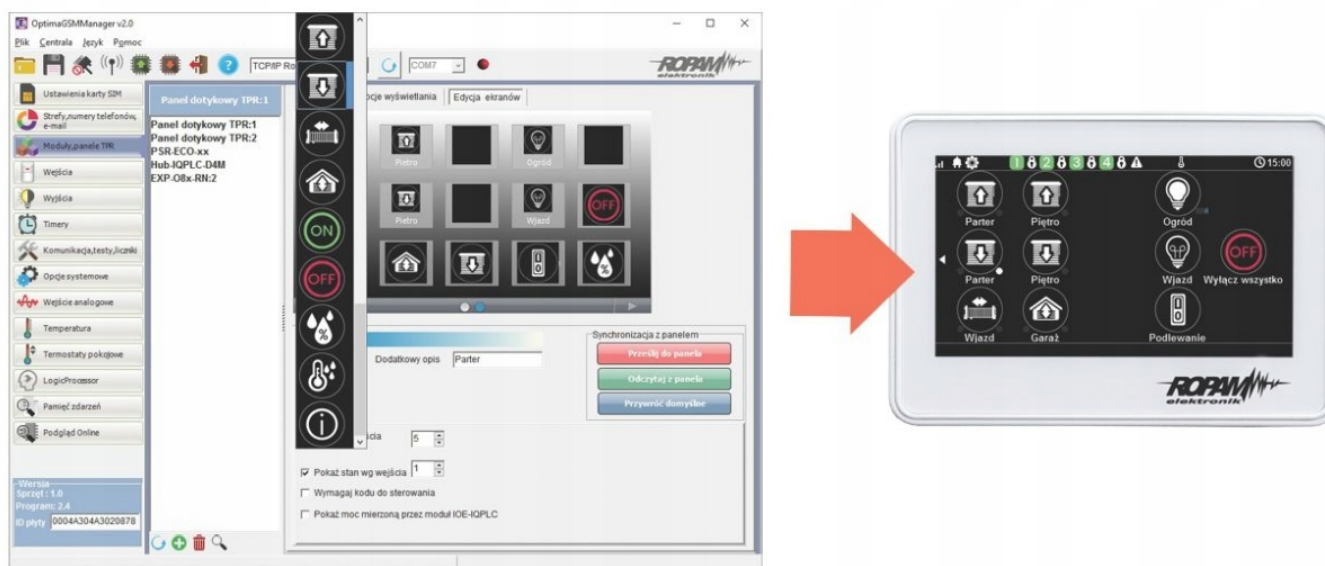 OptimaGSMManager v2.0
Plik Centrala Język Pomoc
TCP/IP Ro
COM7
ROPAM
elektronik
Ustawienia karty SIM
Strefy,numery telefonów,
e-mail
Moduły,panele TPR
Wejścia
Wyjścia
Timery
Komunikacja,testy,liczniki
Opcje systemowe
Wejście analogowe
Temperatura
Termostaty pokojowe
LogicProcessor
Pamięć zdarzeń
Podgląd Online
Wersja
Sprzęt : 1.0
Program: 2.4
ID płyty 0004A304A3020878
Panel dotykowy TPR:1
Panel dotykowy TPR:1
Panel dotykowy TPR:2
PSR-ECO-xx
Hub-IQPLC-D4M
EXP-O8x-RN:2
ON
OFF
%
cje wyświetlania Edycja ekranów
Piętro Ogród
Piętro Wjazd OFF
%
Dodatkowy opis Parter
Synchronizacja z panelem
Prześlij do panela
Odczytaj z panela
Przywróć domyślne
ścia 5
Pokaż stan wg wejścia 1
Wymagaj kodu do sterowania
Pokaż moc mierzoną przez moduł IOE-IQPLC
1 2 3 4 15:00
Parter Piętro Ogród
OFF
Parter Piętro Wjazd Wyłącz wszystko
Wjazd Garaż Podlewanie
ROPAM
elektronik